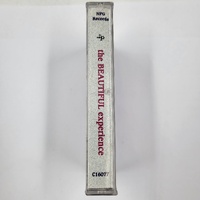 NPG
Records
the BEAUTIFUL experience
C16077